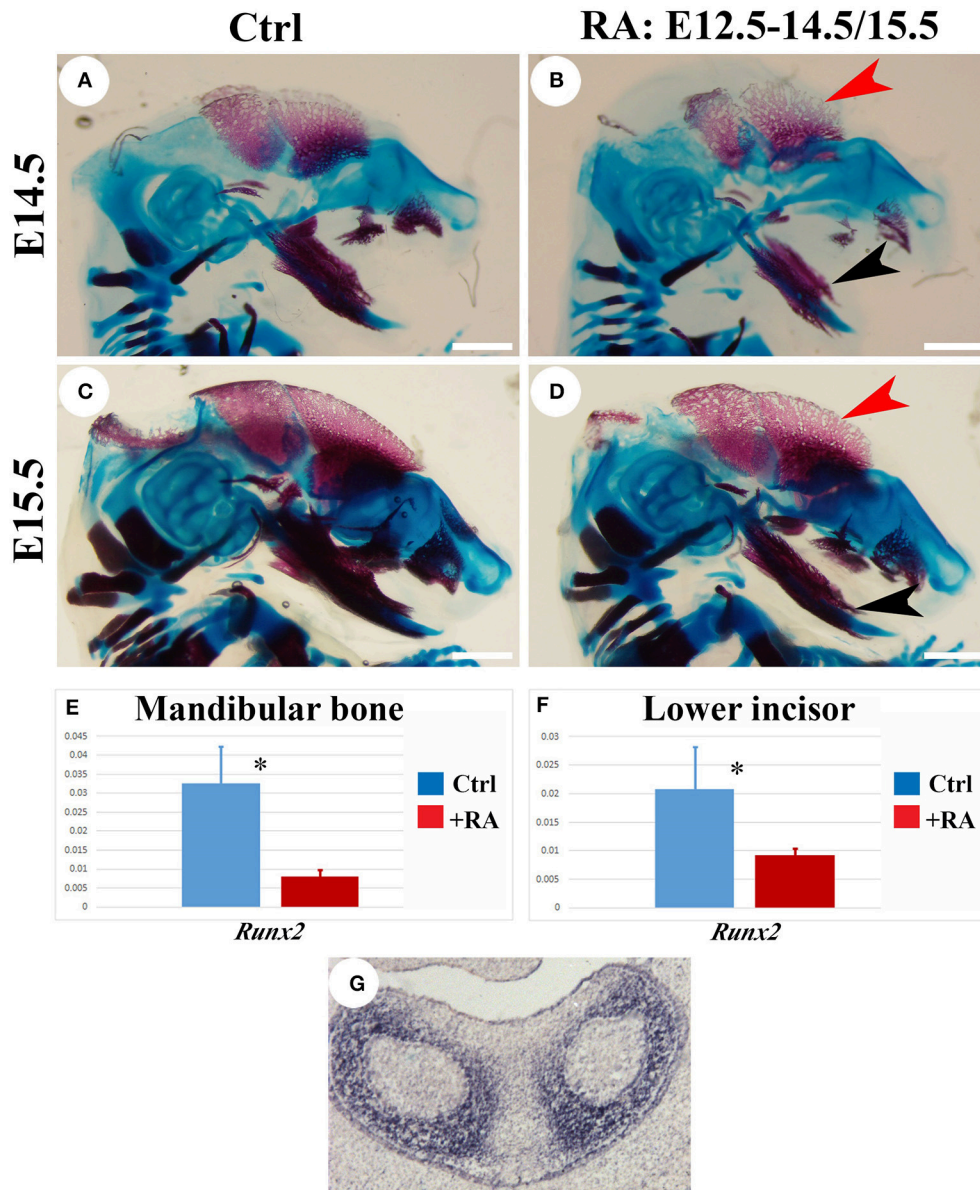 Ctrl
RA: E12.5-14.5/15.5
E14.5
A
B
E15.5
C
D
E
Mandibular bone
0.045
0.04
0.035
0.03
0.025
0.02
0.015
0.01
0.005
0
*
Ctrl
+RA
Runx2
F
Lower incisor
0.03
0.025
0.02
0.015
0.01
0.005
0
*
Ctrl
+RA
Runx2
G